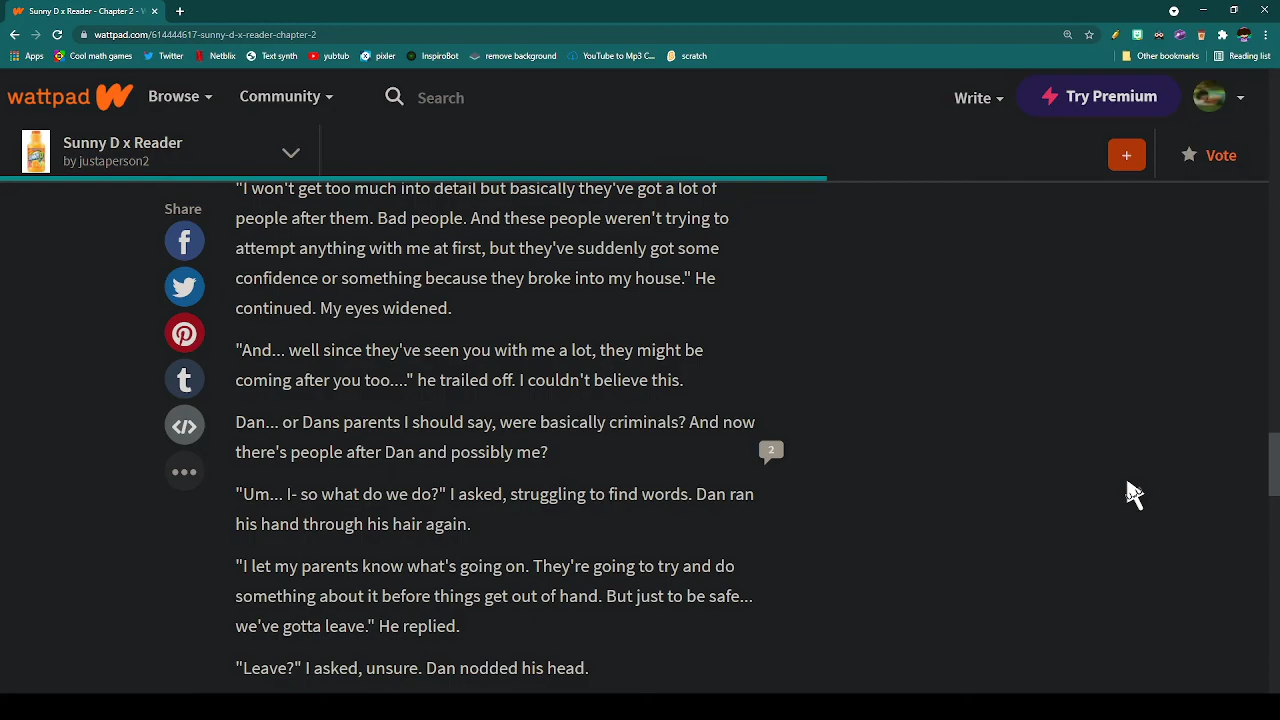 Sunny D x Reader - Chapter 2 - V
wattpad.com/614444617-sunny-d-x-reader-chapter-2
Apps Cool math games Twitter Netblix Text synth yubtub pixler InspiroBot remove background YouTube to Mp3 C... scratch Other bookmarks Reading list
wattpad Browse Community Search Write Try Premium
Sunny D x Reader
by justaperson2
+ Vote
Share
"I won't get too much into detail but basically they've got a lot of
people after them. Bad people. And these people weren't trying to
attempt anything with me at first, but they've suddenly got some
confidence or something because they broke into my house." He
continued. My eyes widened.
"And... well since they've seen you with me a lot, they might be
coming after you too...." he trailed off. I couldn't believe this.
Dan... or Dans parents I should say, were basically criminals? And now
there's people after Dan and possibly me?
2
"Um... I- so what do we do?" I asked, struggling to find words. Dan ran
his hand through his hair again.
"I let my parents know what's going on. They're going to try and do
something about it before things get out of hand. But just to be safe...
we've gotta leave." He replied.
"Leave?" I asked, unsure. Dan nodded his head.